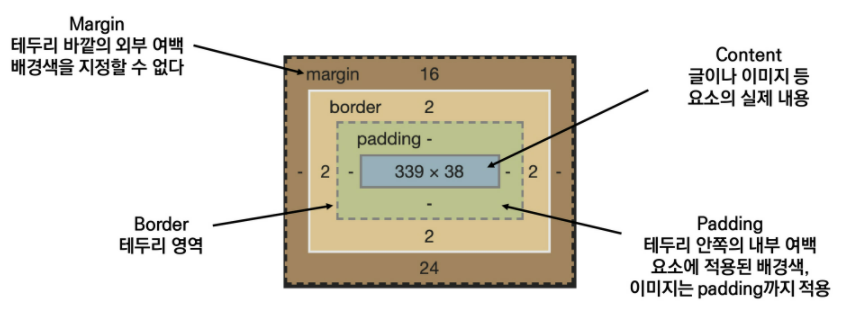 Margin
테두리 바깥의 외부 여백
배경색을 지정할 수 없다
Content
글이나 이미지 등
요소의 실제 내용
margin 16
border 2
padding -
- 2 - 339 × 38 - 2 -
-
2
24
Border
테두리 영역
Padding
테두리 안쪽의 내부 여백
요소에 적용된 배경색,
이미지는 padding까지 적용